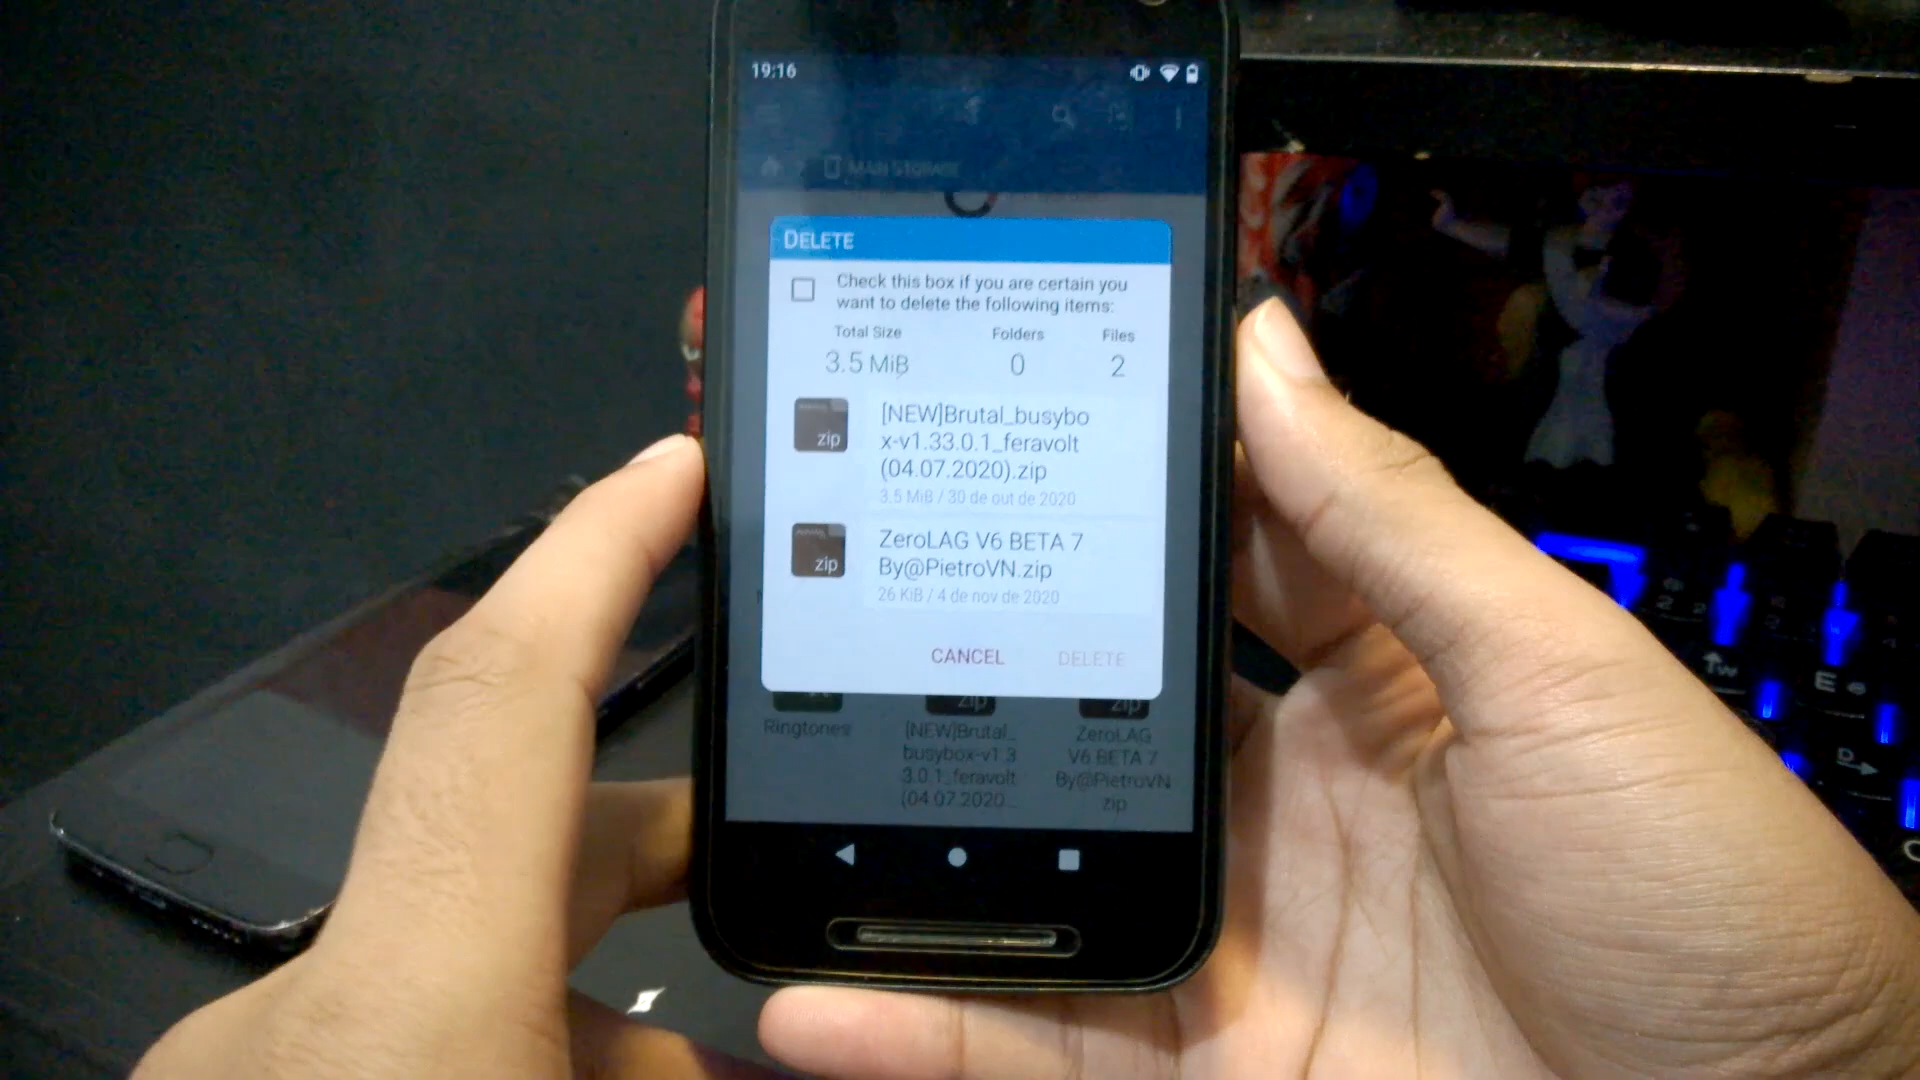 19:16
MAIN STORAGE
DELETE
Check this box if you are certain you
want to delete the following items:
Total Size Folders Files
3.5 MiB 0 2
zip
[NEW]Brutal_busybo
x-v1.33.0.1_feravolt
(04.07.2020).zip
3.5 MiB / 30 de out de 2020
zip
ZeroLAG V6 BETA 7
By@PietroVN.zip
26 KiB / 4 de nov de 2020
CANCEL DELETE
zip zip
Ringtones
[NEW]Brutal_
busybox-v1.3
3.0.1_feravolt
(04.07.2020...
ZeroLAG
V6 BETA 7
By@PietroVN
zip
W
E
D